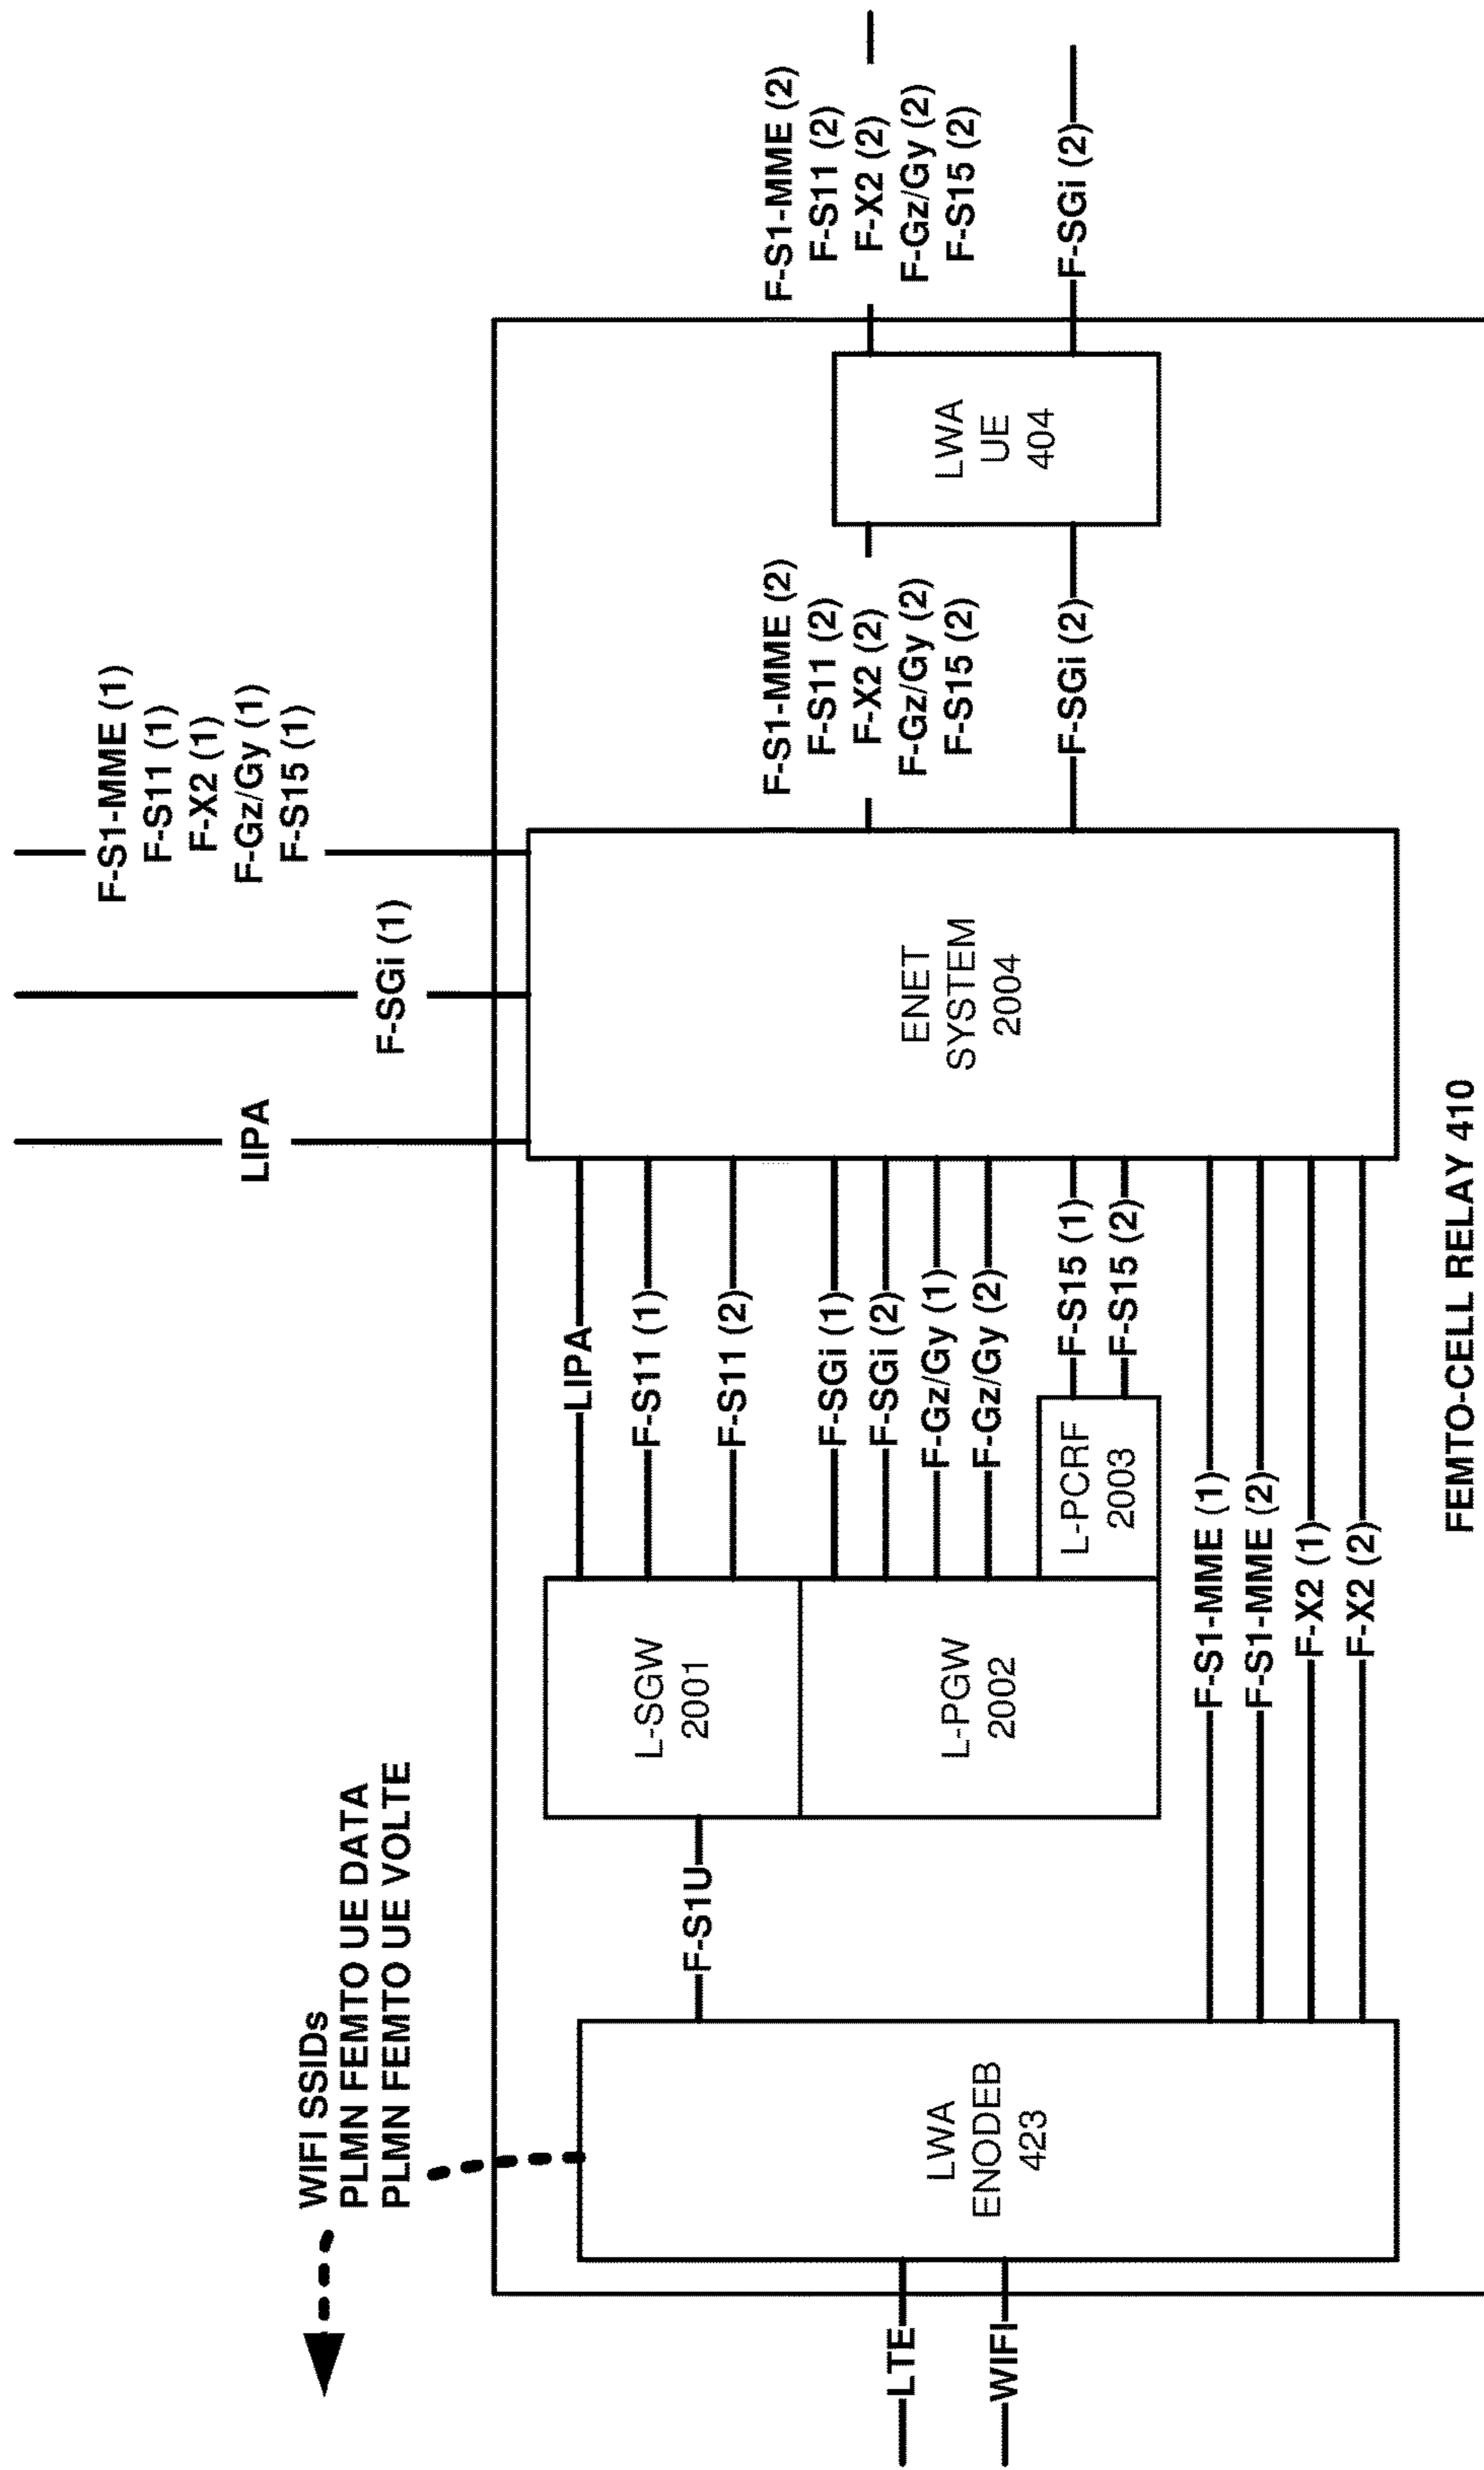 WIFI SSIDs
PLMN FEMTO UE DATA
PLMN FEMTO UE VOLTE
LIPA
F-SGi (1)
F-S1-MME (1)
F-S11 (1)
F-X2 (1)
F-Gz/Gy (1)
F-S15 (1)
LTE
WIFI
LWA
ENODEB
423
F-S1U
L-SGW
2001
L-PGW
2002
L-PCRF
2003
LIPA
F-S11 (1)
F-S11 (2)
F-SGi (1)
F-SGi (2)
F-Gz/Gy (1)
F-Gz/Gy (2)
F-S15 (1)
F-S15 (2)
F-S1-MME (1)
F-S1-MME (2)
F-X2 (1)
F-X2 (2)
ENET
SYSTEM
2004
F-S1-MME (2)
F-S11 (2)
F-X2 (2)
F-Gz/Gy (2)
F-S15 (2)
F-SGi (2)
LWA
UE
404
F-S1-MME (2)
F-S11 (2)
F-X2 (2)
F-Gz/Gy (2)
F-S15 (2)
F-SGi (2)
FEMTO-CELL RELAY 410